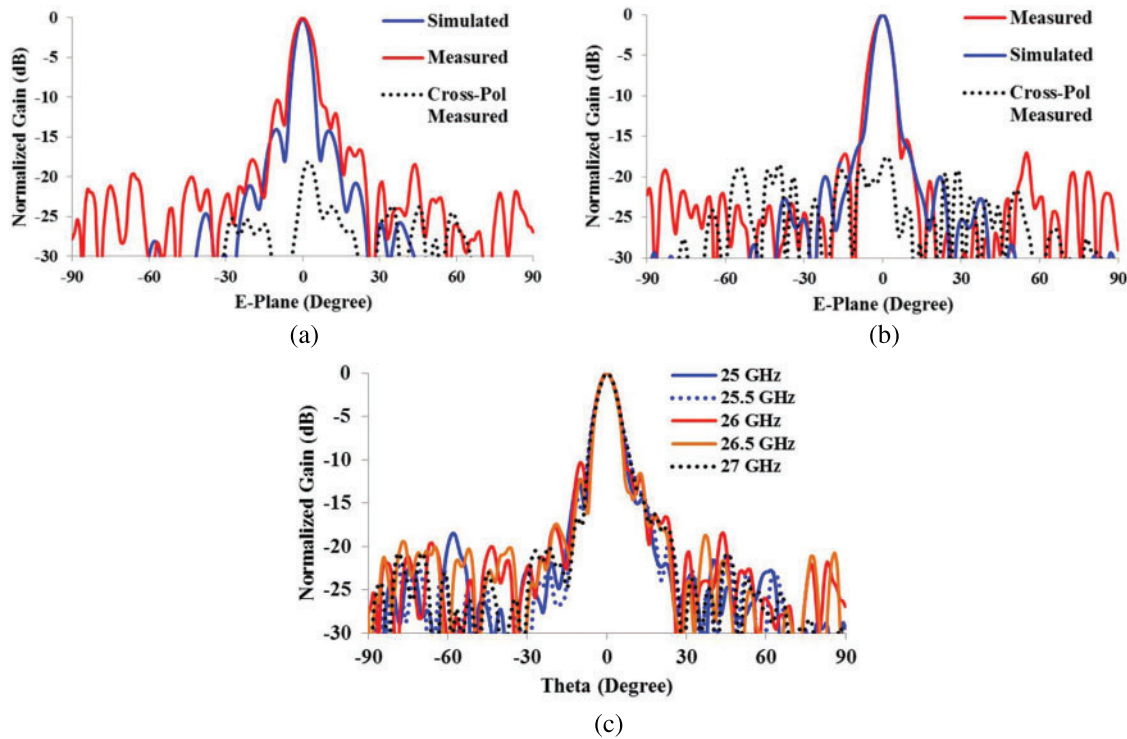 0
-5
-10
-15
-20
-25
-30
-90
-60
-30
0
30
60
90
Normalized Gain (dB)
E-Plane (Degree)
Simulated
Measured
Cross-Pol
Measured
(a)
0
-5
-10
-15
-20
-25
-30
-90
-60
-30
0
30
60
90
Normalized Gain (dB)
E-Plane (Degree)
Measured
Simulated
Cross-Pol
Measured
(b)
0
-5
-10
-15
-20
-25
-30
-90
-60
-30
0
30
60
90
Normalized Gain (dB)
Theta (Degree)
25 GHz
25.5 GHz
26 GHz
26.5 GHz
27 GHz
(c)